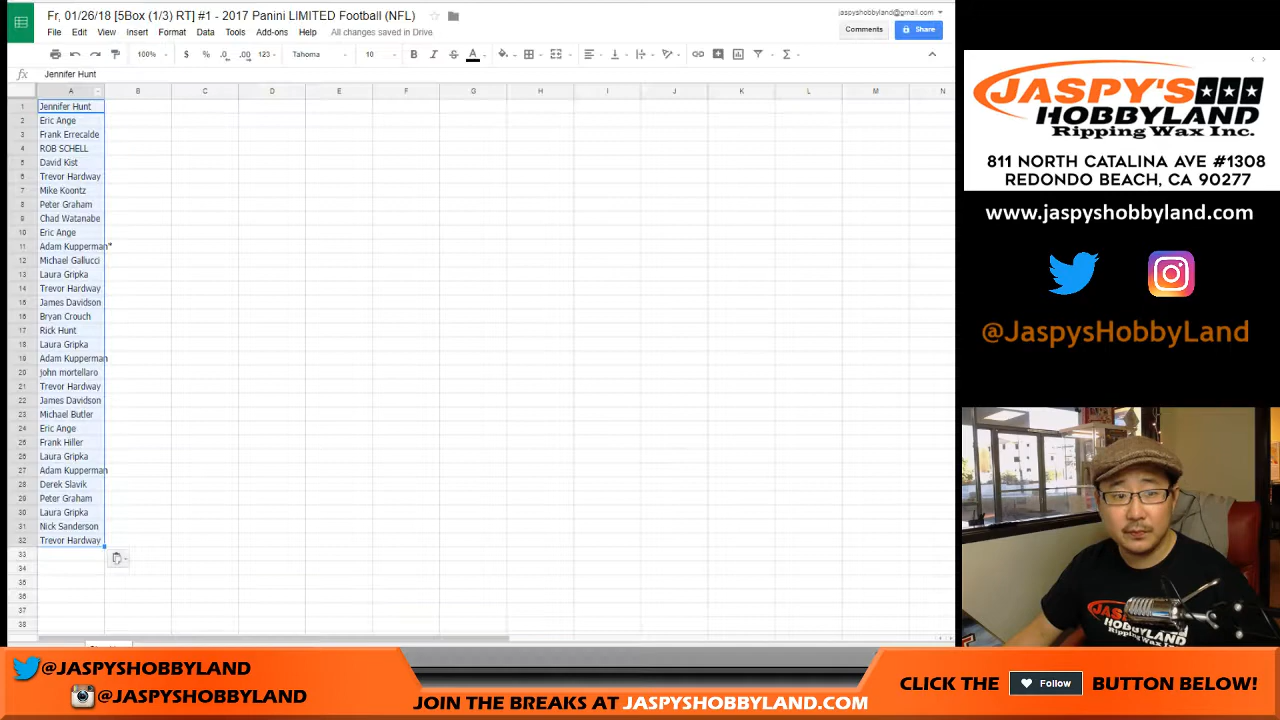 Fr, 01/26/18 [5Box (1/3) RT] #1 - 2017 Panini LIMITED Football (NFL)
jaspyshobbyland@gmail.com
File Edit View Insert Format Data Tools Add-ons Help All changes saved in Drive
Comments
Share
100% $ % .0 .00 123 Tahoma 10 B I S A
fx Jennifer Hunt
A B C D E F G H I J K L M N
1 Jennifer Hunt
2 Eric Ange
3 Frank Errecalde
4 ROB SCHELL
5 David Kist
6 Trevor Hardway
7 Mike Koontz
8 Peter Graham
9 Chad Watanabe
10 Eric Ange
11 Adam Kupperman*
12 Michael Gallucci
13 Laura Gripka
14 Trevor Hardway
15 James Davidson
16 Bryan Crouch
17 Rick Hunt
18 Laura Gripka
19 Adam Kupperman
20 john mortellaro
21 Trevor Hardway
22 James Davidson
23 Michael Butler
24 Eric Ange
25 Frank Hiller
26 Laura Gripka
27 Adam Kupperman
28 Derek Slavik
29 Peter Graham
30 Laura Gripka
31 Nick Sanderson
32 Trevor Hardway
33
34
35
36
37
38
JASPY'S
HOBBYLAND
Ripping Wax Inc.
811 NORTH CATALINA AVE #1308
REDONDO BEACH, CA 90277
www.jaspyshobbyland.com
@JaspysHobbyLand
JASPY'S
HOBBYLAND
Ripping Wax Inc.
@JASPYSHOBBYLAND
@JASPYSHOBBYLAND
JOIN THE BREAKS AT JASPYSHOBBYLAND.COM
CLICK THE Follow BUTTON BELOW!